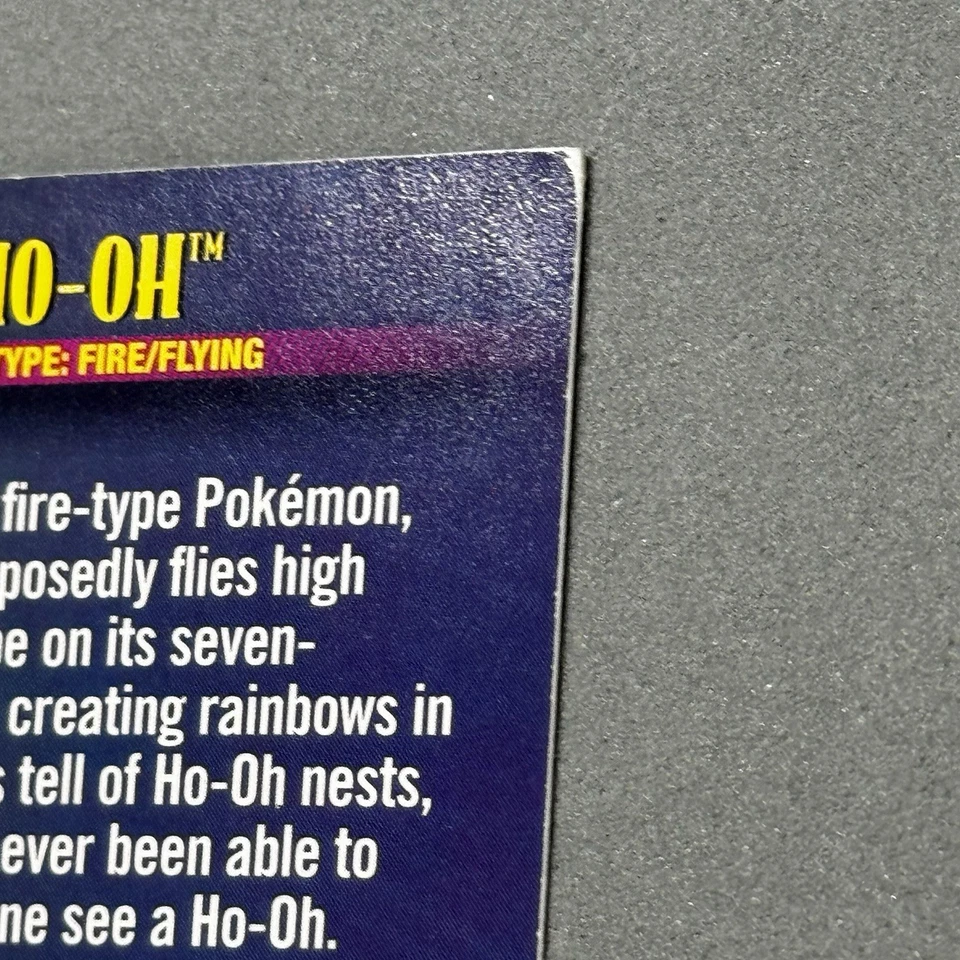 HO-OH™
TYPE: FIRE/FLYING
fire-type Pokémon,
posedly flies high
e on its seven-
creating rainbows in
s tell of Ho-Oh nests,
ever been able to
ne see a Ho-Oh.